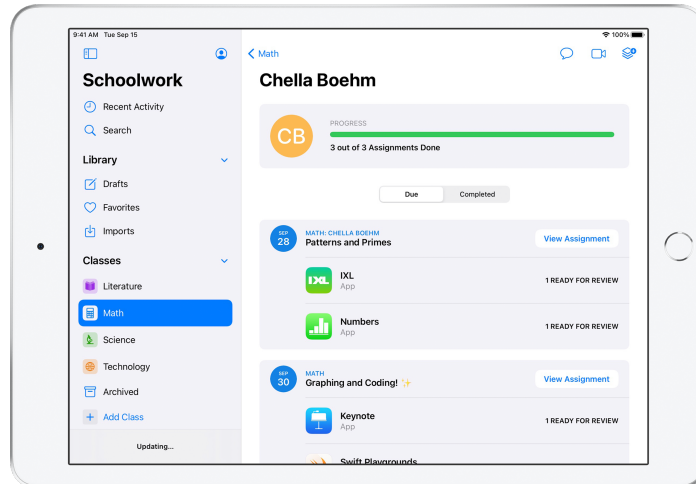 9:41 AM Tue Sep 15
100%
Schoolwork
Recent Activity
Search
Library
Drafts
Favorites
Imports
Classes
Literature
Math
Science
Technology
Archived
Add Class
Updating...
Math
Chella Boehm
CB
PROGRESS
3 out of 3 Assignments Done
Due
Completed
SEP
28
MATH: CHELLA BOEHM
Patterns and Primes
View Assignment
IXL
IXL
App
1 READY FOR REVIEW
Numbers
App
1 READY FOR REVIEW
SEP
30
MATH
Graphing and Coding! ✨
View Assignment
Keynote
App
1 READY FOR REVIEW
Swift Playgrounds